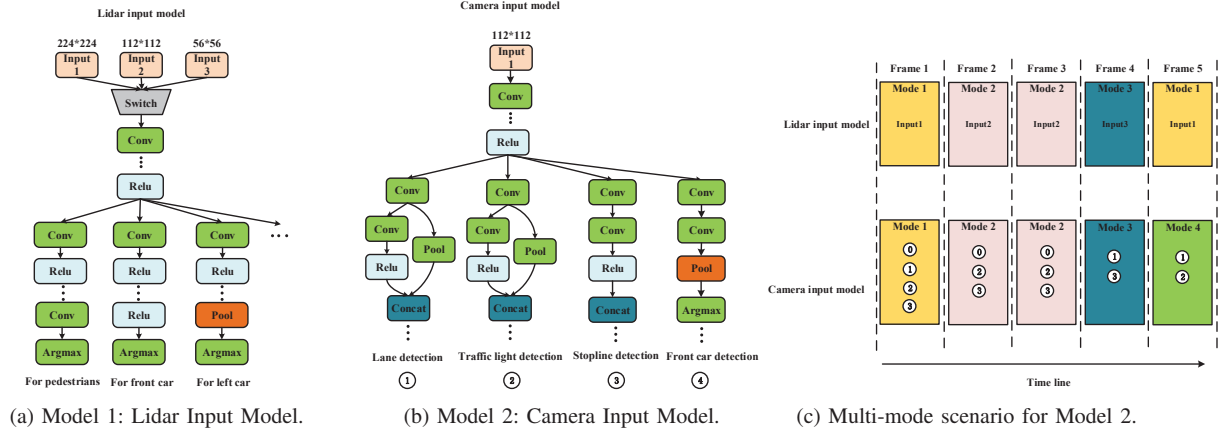 Lidar input model
224*224 112*112 56*56
Input 1
Input 2
Input 3
Switch
Conv
Relu
Conv Conv Conv
Relu Relu Relu
Conv Relu Pool
Argmax Argmax Argmax
For pedestrians For front car For left car
(a) Model 1: Lidar Input Model.
Camera input model
112*112
Input 1
Conv
Relu
Conv Conv Conv Conv
Conv Pool Conv Pool Conv Conv
Relu Relu Relu Pool
Concat Concat Concat Argmax
Lane detection Traffic light detection Stopline detection Front car detection
① ② ③ ④
(b) Model 2: Camera Input Model.
Frame 1 Frame 2 Frame 3 Frame 4 Frame 5
Mode 1 Mode 2 Mode 2 Mode 3 Mode 1
Lidar input model Input1 Input2 Input2 Input3 Input1
Mode 1 Mode 2 Mode 2 Mode 3 Mode 4
⓪ ⓪ ⓪ ① ①
① ② ② ③ ②
② ③ ③
③
Camera input model
Time line
(c) Multi-mode scenario for Model 2.